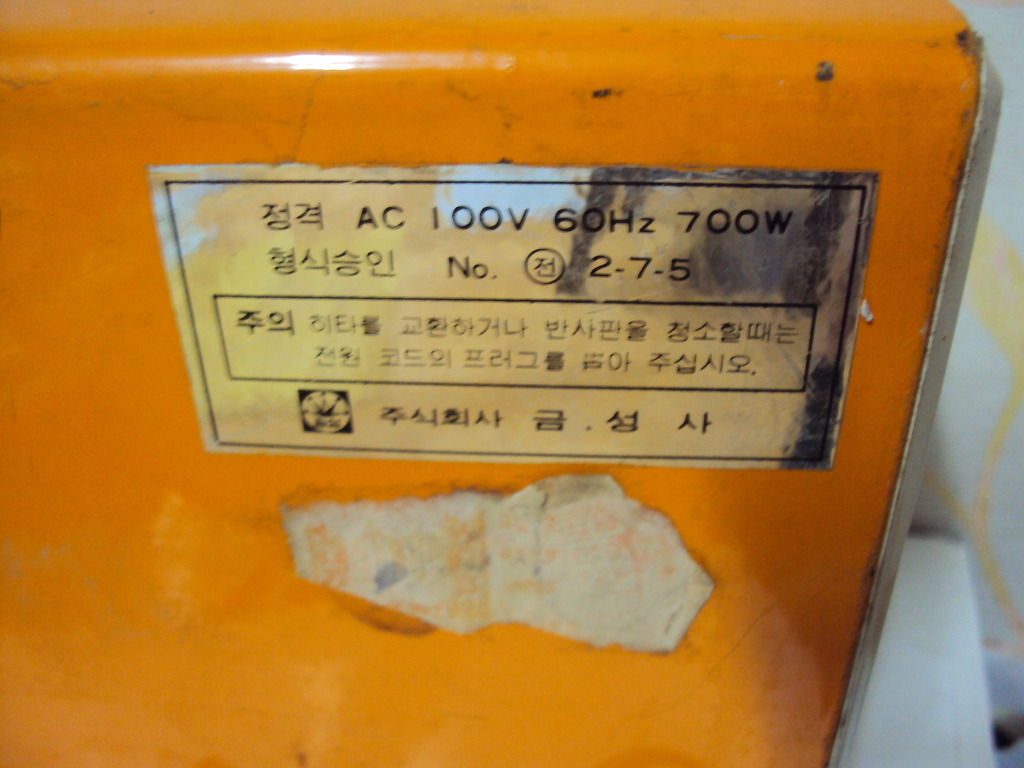 정격 AC 100V 60Hz 700W
형식승인 No. 전 2-7-5
주의 히타를 교환하거나 반사판을 청소할때는
전원 코드의 프러그를 뽑아 주십시오.
주식회사 금.성 사